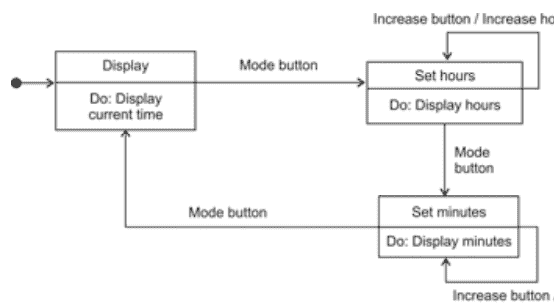 Increase button / Increase ho
Display
Mode button
Set hours
Do: Display
current time
Do: Display hours
Mode
button
Set minutes
Mode button
Do: Display minutes
Increase button